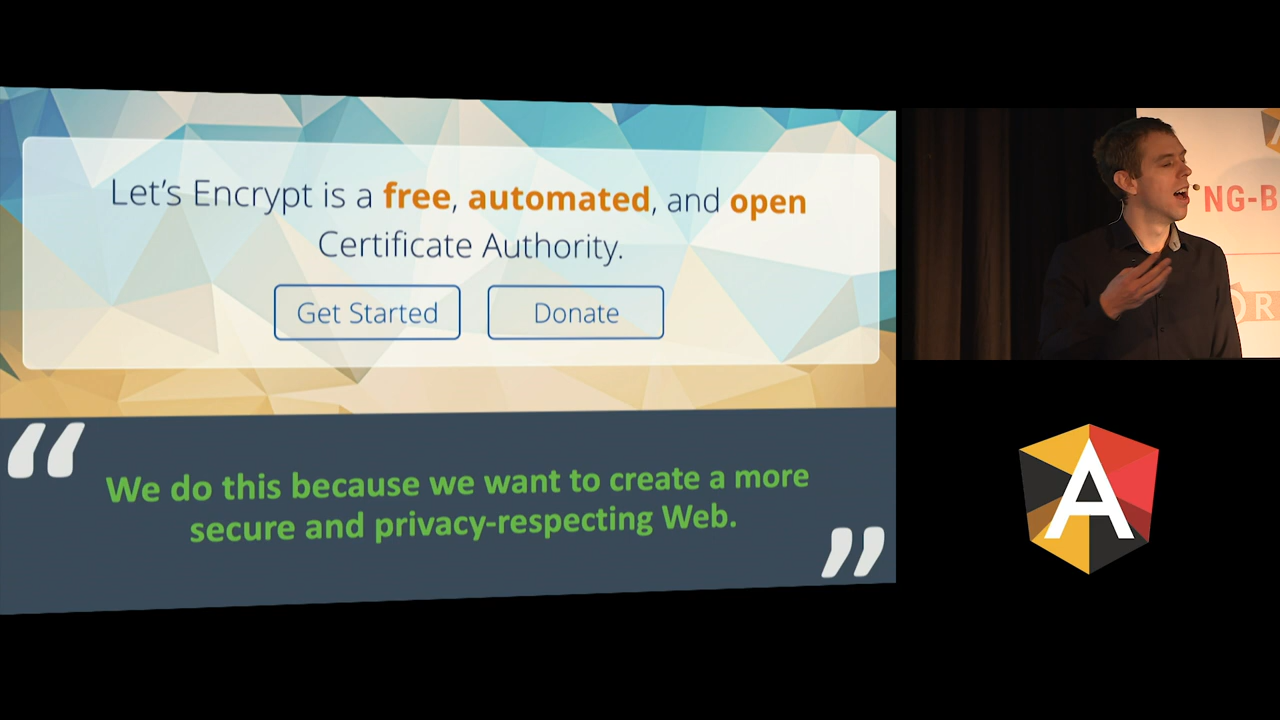 Let's Encrypt is a free, automated, and open
Certificate Authority.
Get Started
Donate
“
We do this because we want to create a more
secure and privacy-respecting Web.
”
NG-B
R
A